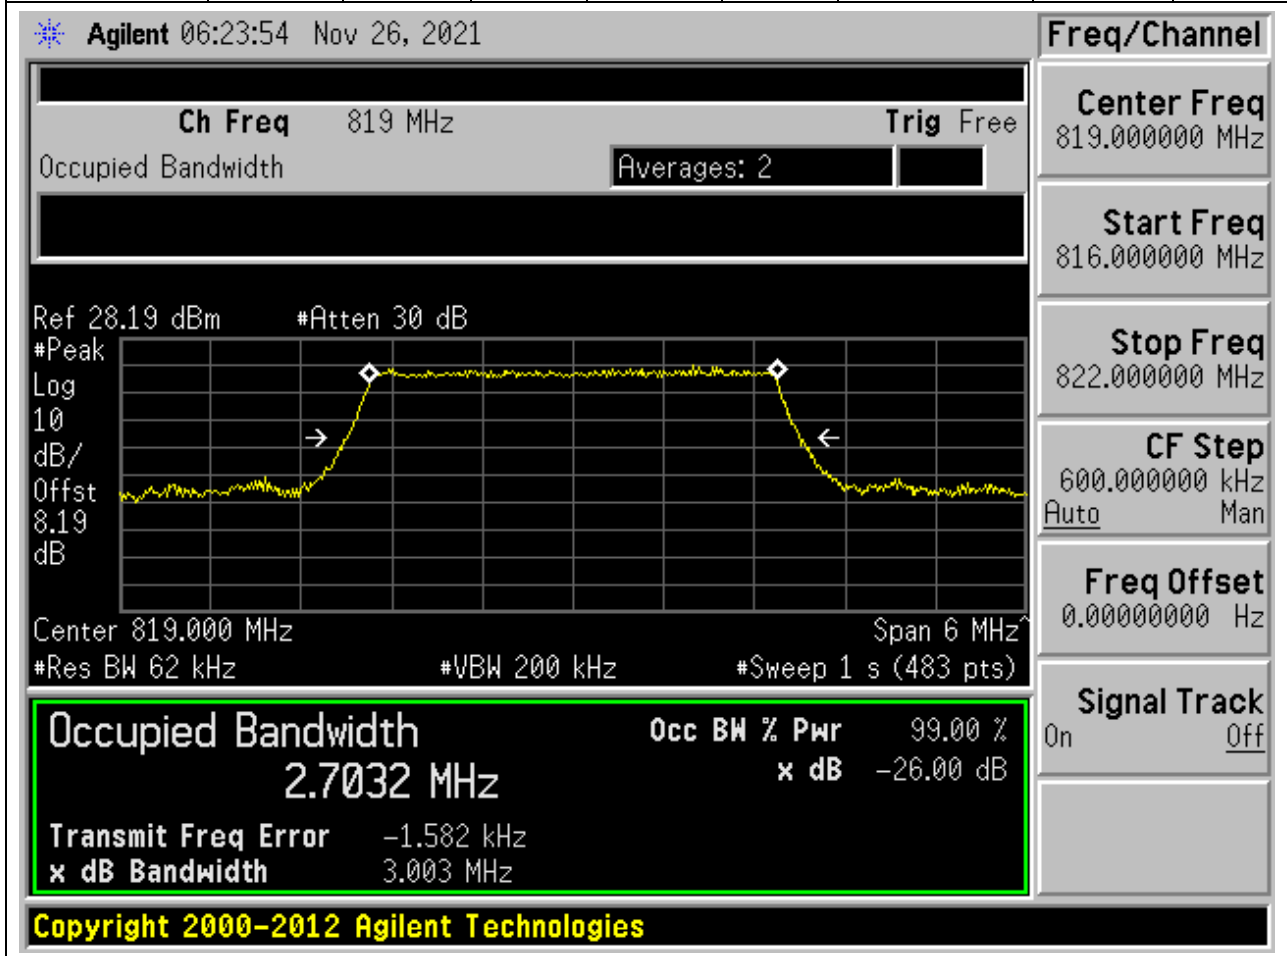 Agilent 06:23:54 Nov 26, 2021
Freq/Channel
Ch Freq 819 MHz Trig Free
Occupied Bandwidth Averages: 2
Center Freq
819.000000 MHz
Start Freq
816.000000 MHz
Stop Freq
822.000000 MHz
CF Step
600.000000 kHz
Auto Man
Freq Offset
0.00000000 Hz
Signal Track
On Off
Ref 28.19 dBm #Atten 30 dB
#Peak
Log
10
dB/
Offst
8.19
dB
Center 819.000 MHz Span 6 MHz^
#Res BW 62 kHz #VBW 200 kHz #Sweep 1 s (483 pts)
Occupied Bandwidth
2.7032 MHz
Occ BW % Pwr 99.00 %
x dB -26.00 dB
Transmit Freq Error -1.582 kHz
x dB Bandwidth 3.003 MHz
Copyright 2000-2012 Agilent Technologies